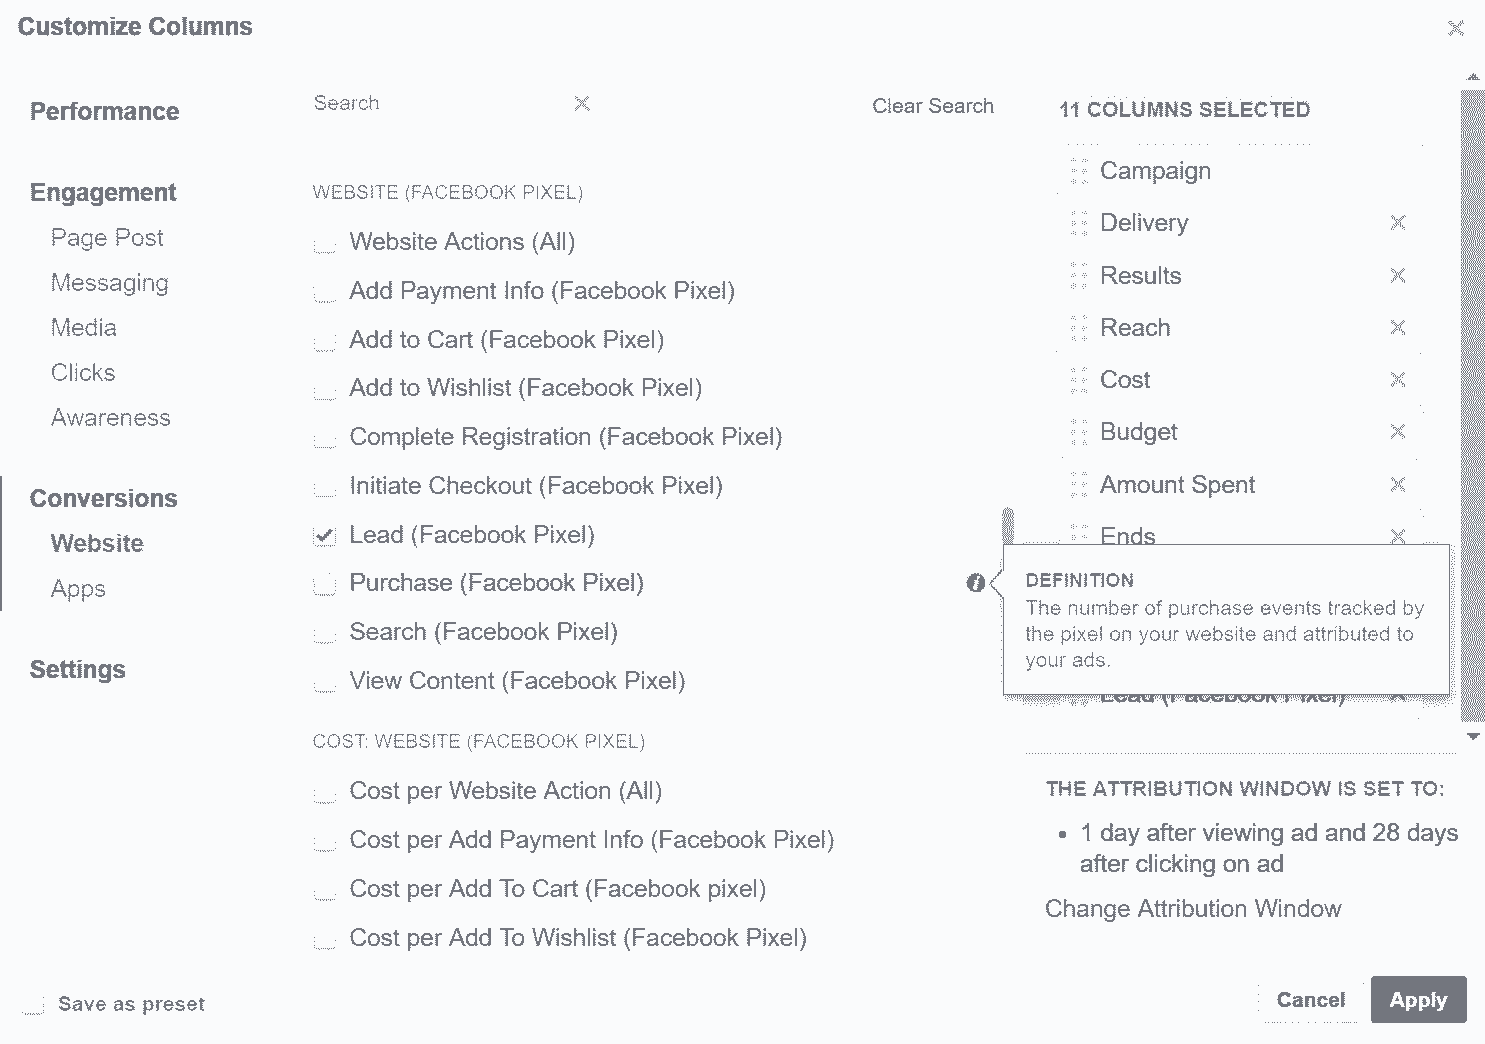 Customize Columns
Performance
Engagement
Page Post
Messaging
Media
Clicks
Awareness
Conversions
Website
Apps
Settings
Search
Clear Search
WEBSITE (FACEBOOK PIXEL)
Website Actions (All)
Add Payment Info (Facebook Pixel)
Add to Cart (Facebook Pixel)
Add to Wishlist (Facebook Pixel)
Complete Registration (Facebook Pixel)
Initiate Checkout (Facebook Pixel)
Lead (Facebook Pixel)
Purchase (Facebook Pixel)
Search (Facebook Pixel)
View Content (Facebook Pixel)
COST: WEBSITE (FACEBOOK PIXEL)
Cost per Website Action (All)
Cost per Add Payment Info (Facebook Pixel)
Cost per Add To Cart (Facebook pixel)
Cost per Add To Wishlist (Facebook Pixel)
11 COLUMNS SELECTED
Campaign
Delivery
Results
Reach
Cost
Budget
Amount Spent
Ends
DEFINITION
The number of purchase events tracked by
the pixel on your website and attributed to
your ads.
Lead (Facebook Pixel)
THE ATTRIBUTION WINDOW IS SET TO:
• 1 day after viewing ad and 28 days
after clicking on ad
Change Attribution Window
Save as preset
Cancel
Apply